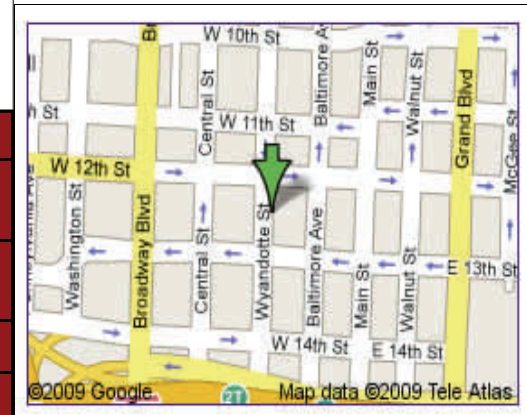 W 10th St
W 11th St
W 12th St
E 13th St
W 14th St
E 14th St
Washington St
Broadway Blvd
Central St
Central St
Wyandotte St
Baltimore Av
Baltimore Ave
Main St
Main St
Walnut St
Walnut St
Grand Blvd
McGee St
h St
2T
©2009 Google
Map data ©2009 Tele Atlas